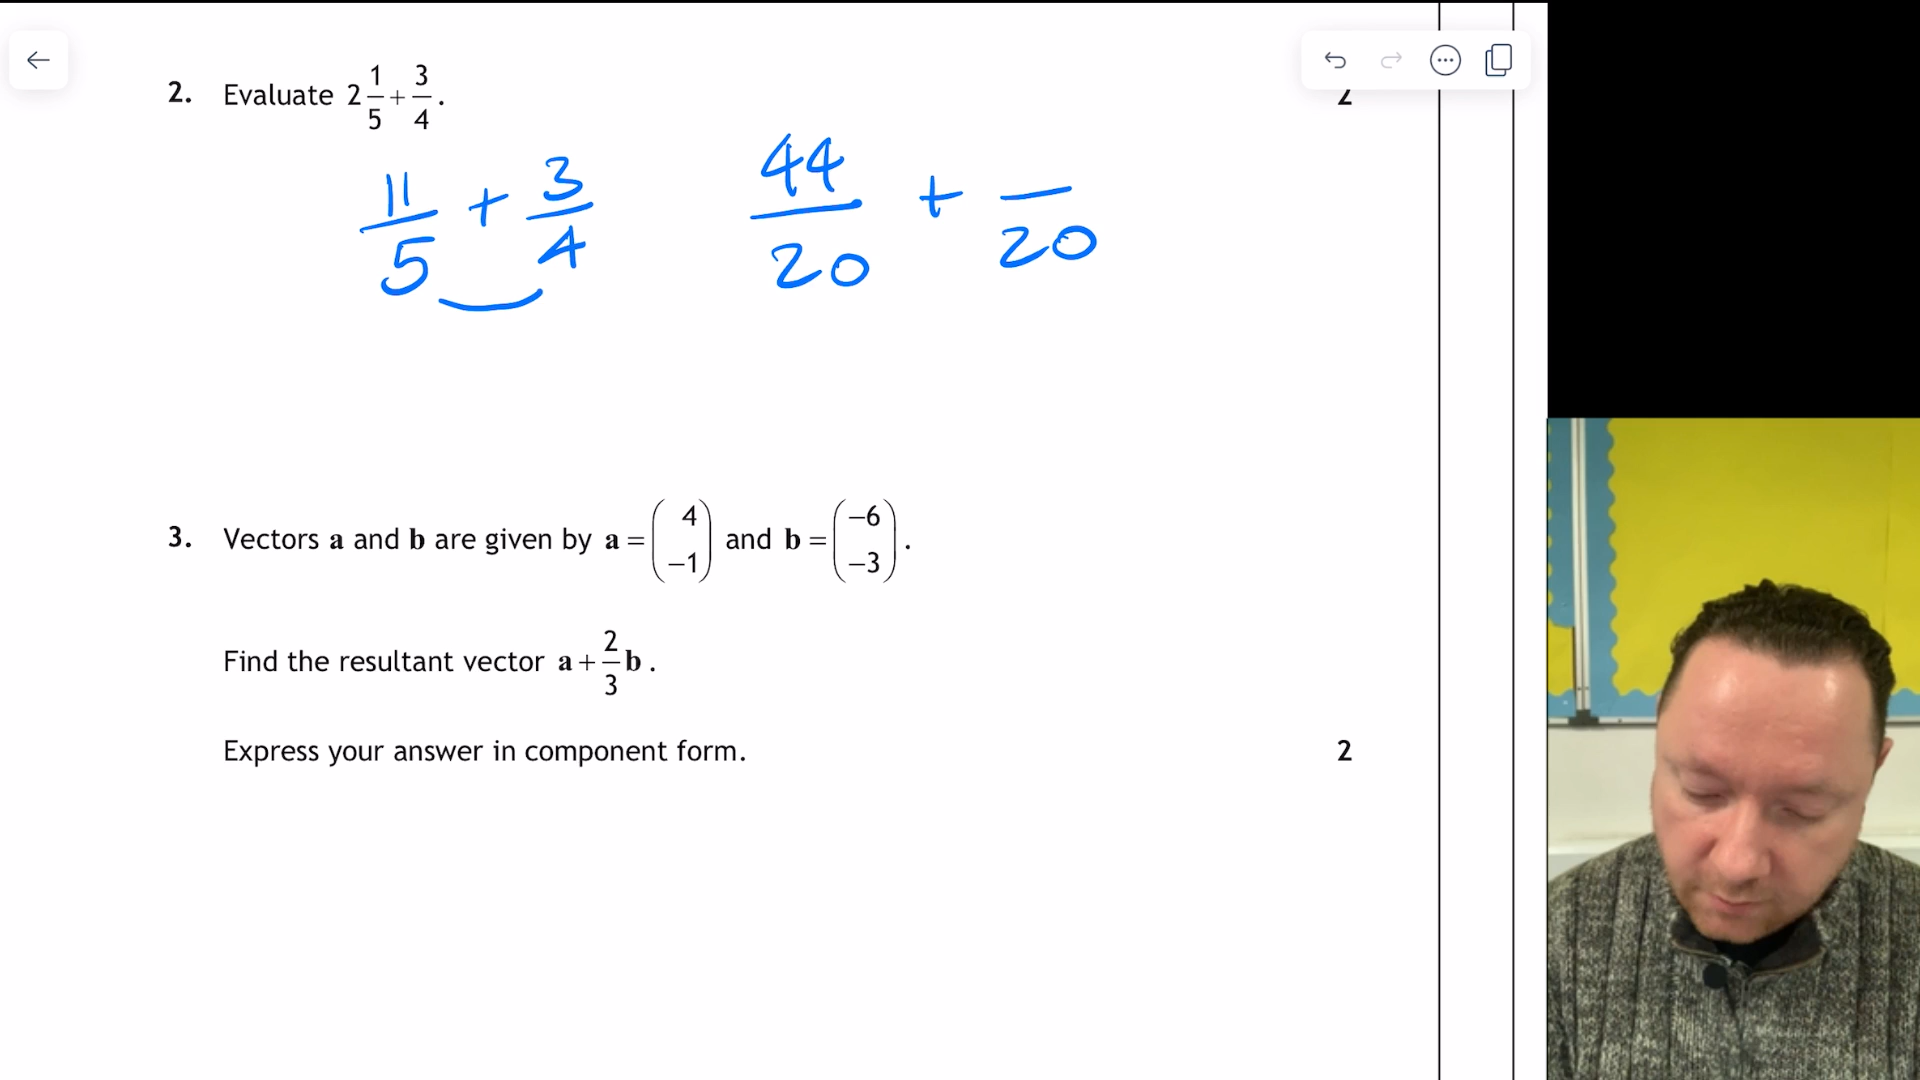 2. Evaluate 2 1/5 + 3/4 .
2
11/5 + 3/4 44/20 + /20
3. Vectors a and b are given by a = (4 −1) and b = (−6 −3) .
Find the resultant vector a + 2/3 b .
Express your answer in component form.
2